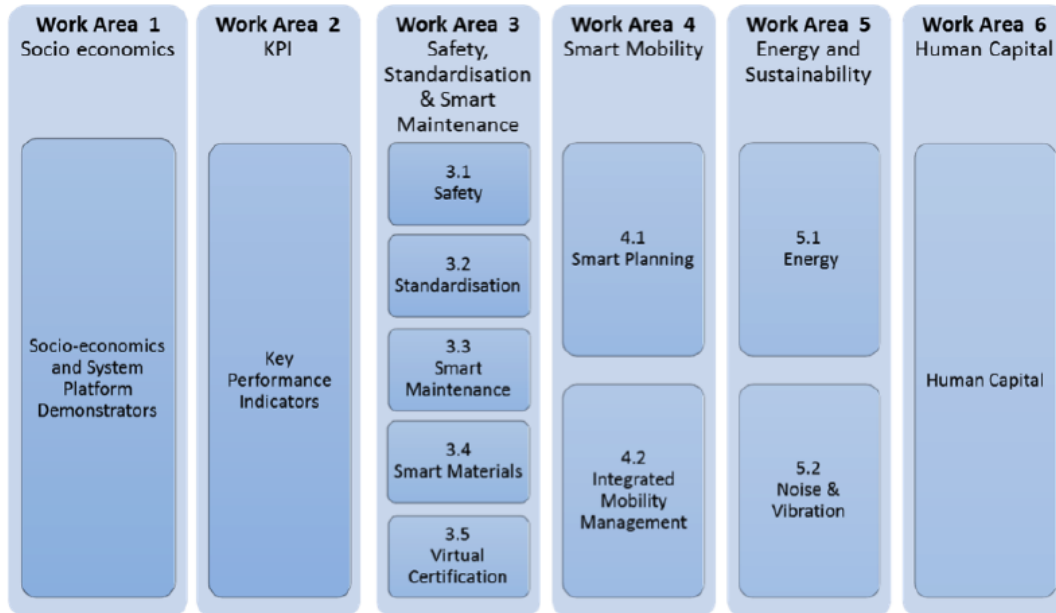 Work Area 1
Socio economics
Socio-economics
and System
Platform
Demonstrators
Work Area 2
KPI
Key
Performance
Indicators
Work Area 3
Safety,
Standardisation
& Smart
Maintenance
3.1
Safety
3.2
Standardisation
3.3
Smart
Maintenance
3.4
Smart Materials
3.5
Virtual
Certification
Work Area 4
Smart Mobility
4.1
Smart Planning
4.2
Integrated
Mobility
Management
Work Area 5
Energy and
Sustainability
5.1
Energy
5.2
Noise &
Vibration
Work Area 6
Human Capital
Human Capital